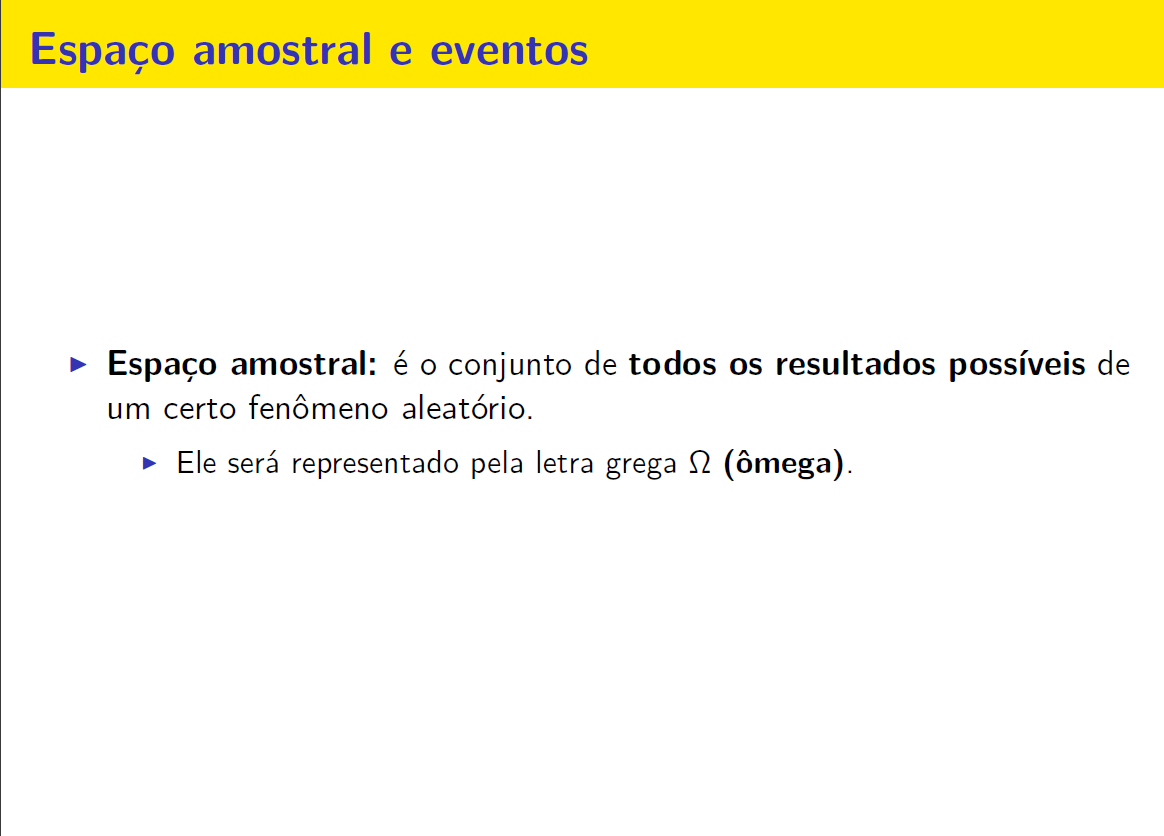 Espaço amostral e eventos
Espaço amostral: é o conjunto de todos os resultados possíveis de
um certo fenômeno aleatório.
Ele será representado pela letra grega Ω (ômega).